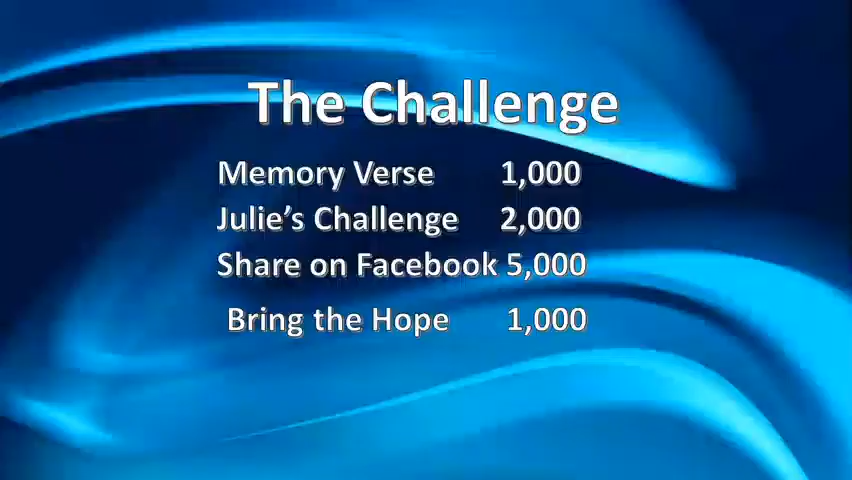 The Challenge
Memory Verse 1,000
Julie’s Challenge 2,000
Share on Facebook 5,000
Bring the Hope 1,000